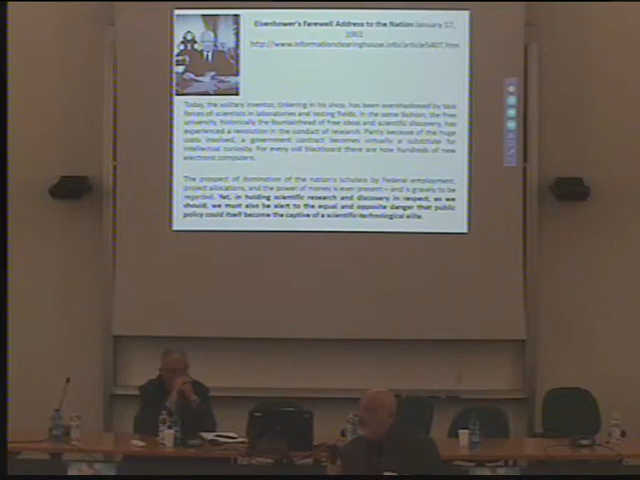 Eisenhower's Farewell Address to the Nation January 17,
1961
http://www.informationclearinghouse.info/article5407.htm
Today, the solitary inventor, tinkering in his shop, has been overshadowed by task
forces of scientists in laboratories and testing fields. In the same fashion, the free
university, historically the fountainhead of free ideas and scientific discovery, has
experienced a revolution in the conduct of research. Partly because of the huge
costs involved, a government contract becomes virtually a substitute for
intellectual curiosity. For every old blackboard there are now hundreds of new
electronic computers.
The prospect of domination of the nation's scholars by Federal employment,
project allocations, and the power of money is ever present – and is gravely to be
regarded. Yet, in holding scientific research and discovery in respect, as we
should, we must also be alert to the equal and opposite danger that public
policy could itself become the captive of a scientific-technological elite.